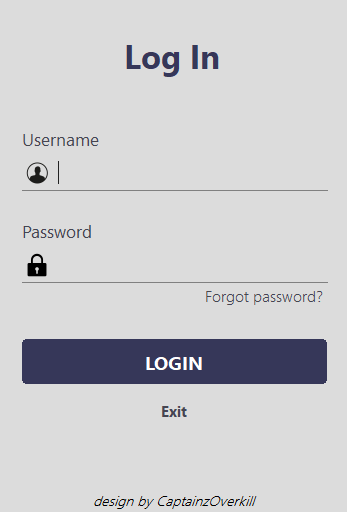 Log In
Username
Password
Forgot password?
LOGIN
Exit
design by CaptainzOverkill